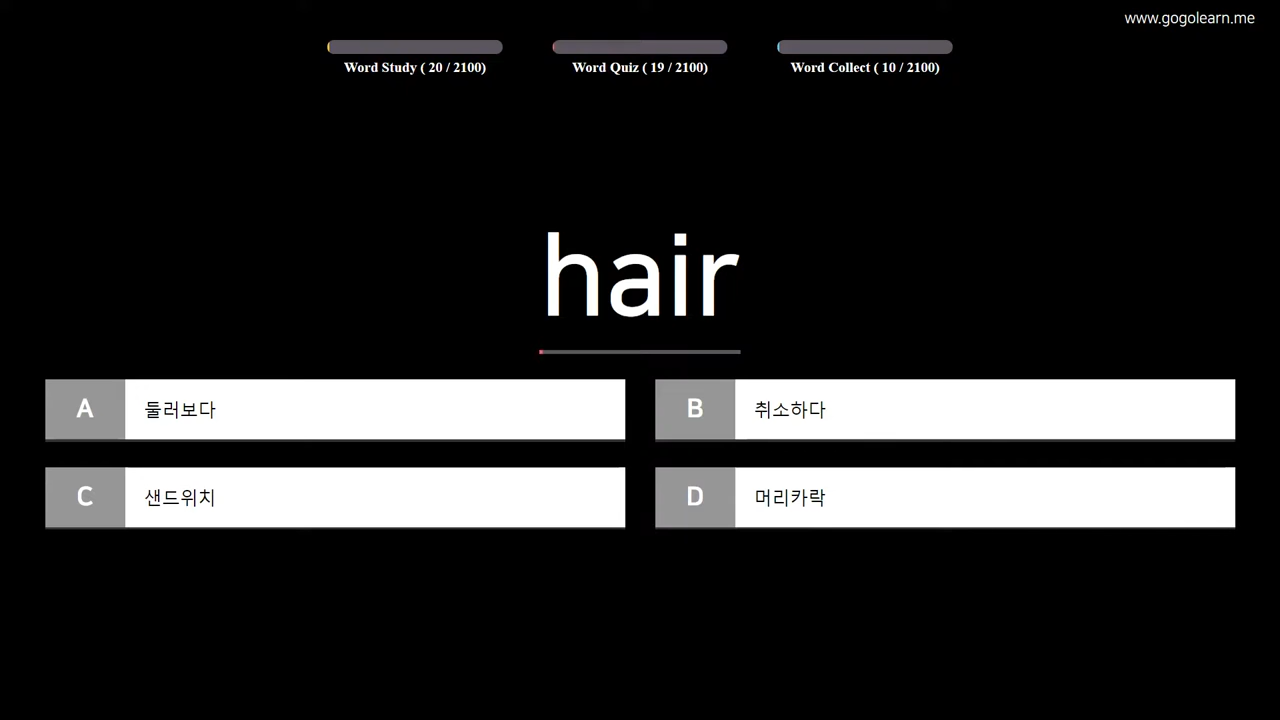 www.gogolearn.me
Word Study ( 20 / 2100)
Word Quiz ( 19 / 2100)
Word Collect ( 10 / 2100)
hair
A 둘러보다
B 취소하다
C 샌드위치
D 머리카락